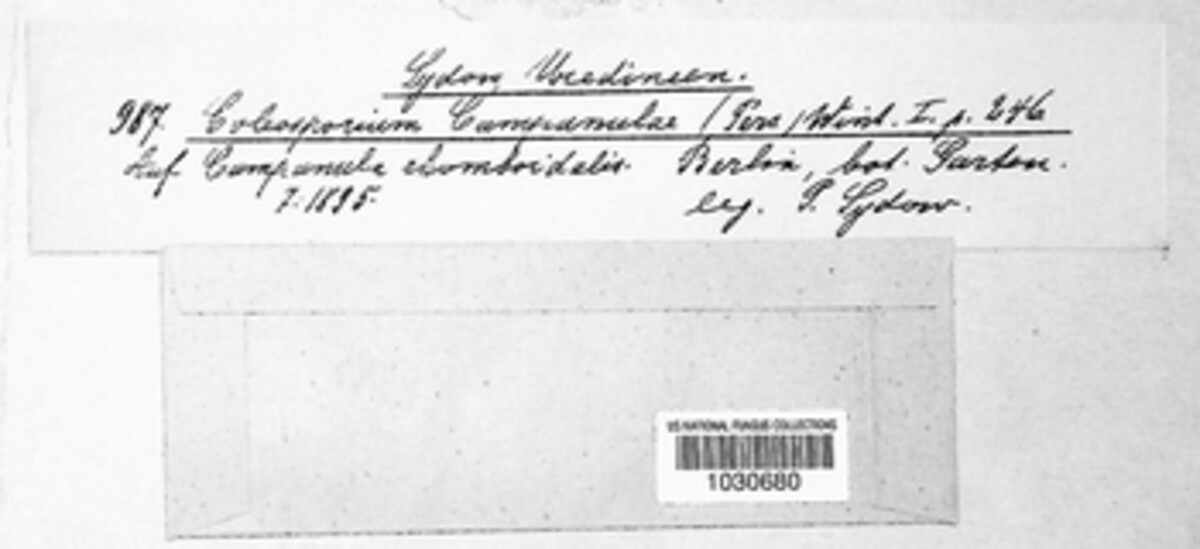 Sydow Uredineen.
987. Coleosporium Campanulae (Pers) Wint. I. p. 246
Auf Campanula rhomboidalis. Berlin, bot. Garten.
7. 1895. leg. P. Sydow.
US NATIONAL FUNGUS COLLECTIONS
1030680